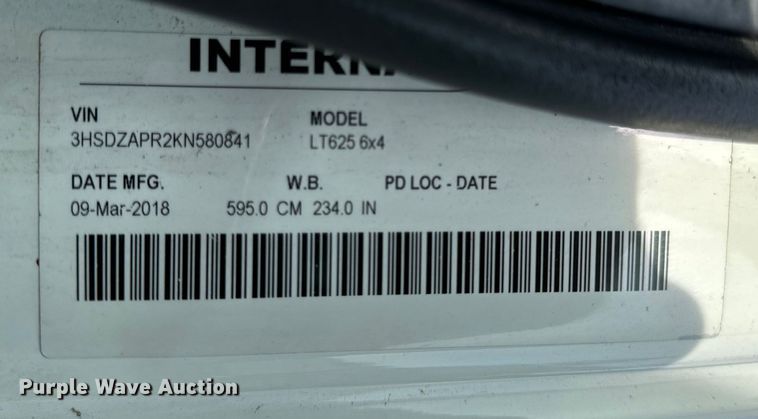 INTERNA
VIN MODEL
3HSDZAPR2KN580841 LT625 6x4
DATE MFG. W.B. PD LOC - DATE
09-Mar-2018 595.0 CM 234.0 IN
Purple Wave Auction